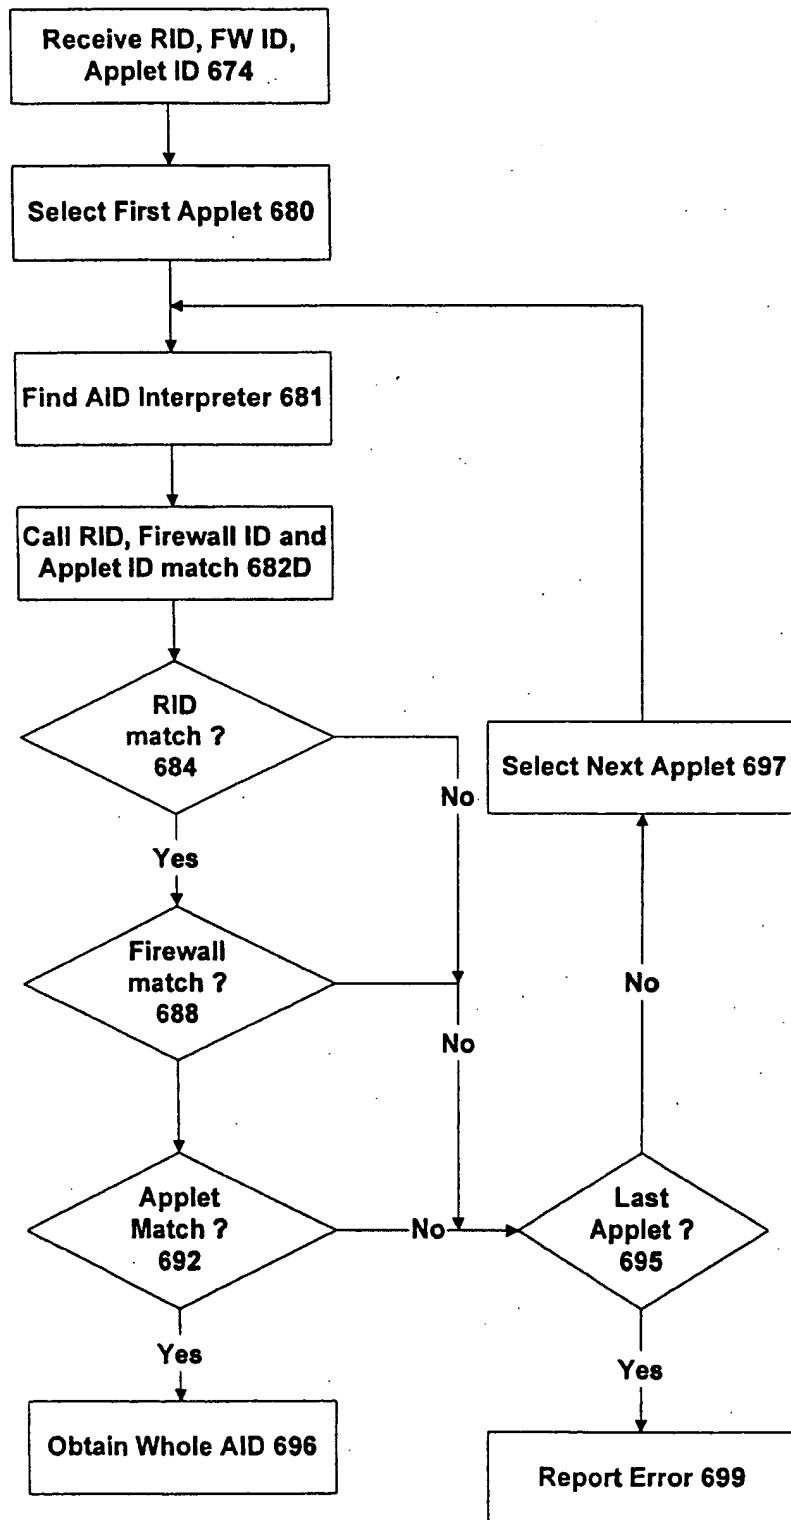 Receive RID, FW ID,
Applet ID 674
Select First Applet 680
Find AID Interpreter 681
Call RID, Firewall ID and
Applet ID match 682D
RID
match ?
684
No
Select Next Applet 697
Yes
Firewall
match ?
688
No
No
Applet
Match ?
692
No
Last
Applet ?
695
Yes
Yes
Obtain Whole AID 696
Report Error 699